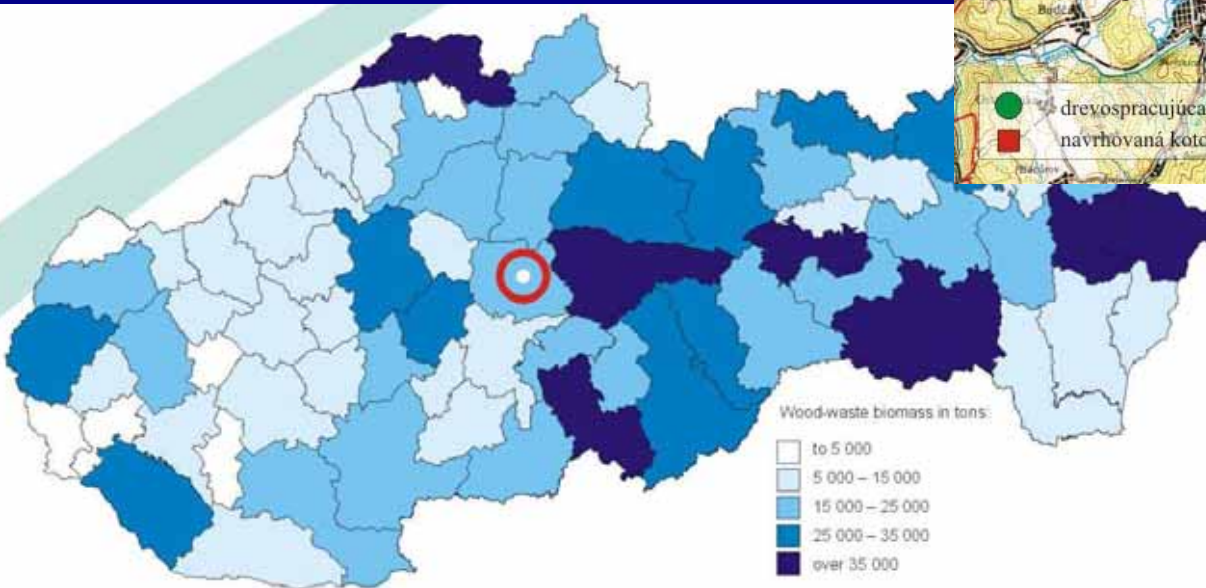 drevospracujúca
navrhovaná koto
Wood-waste biomass in tons:
to 5 000
5 000 – 15 000
15 000 – 25 000
25 000 – 35 000
over 35 000